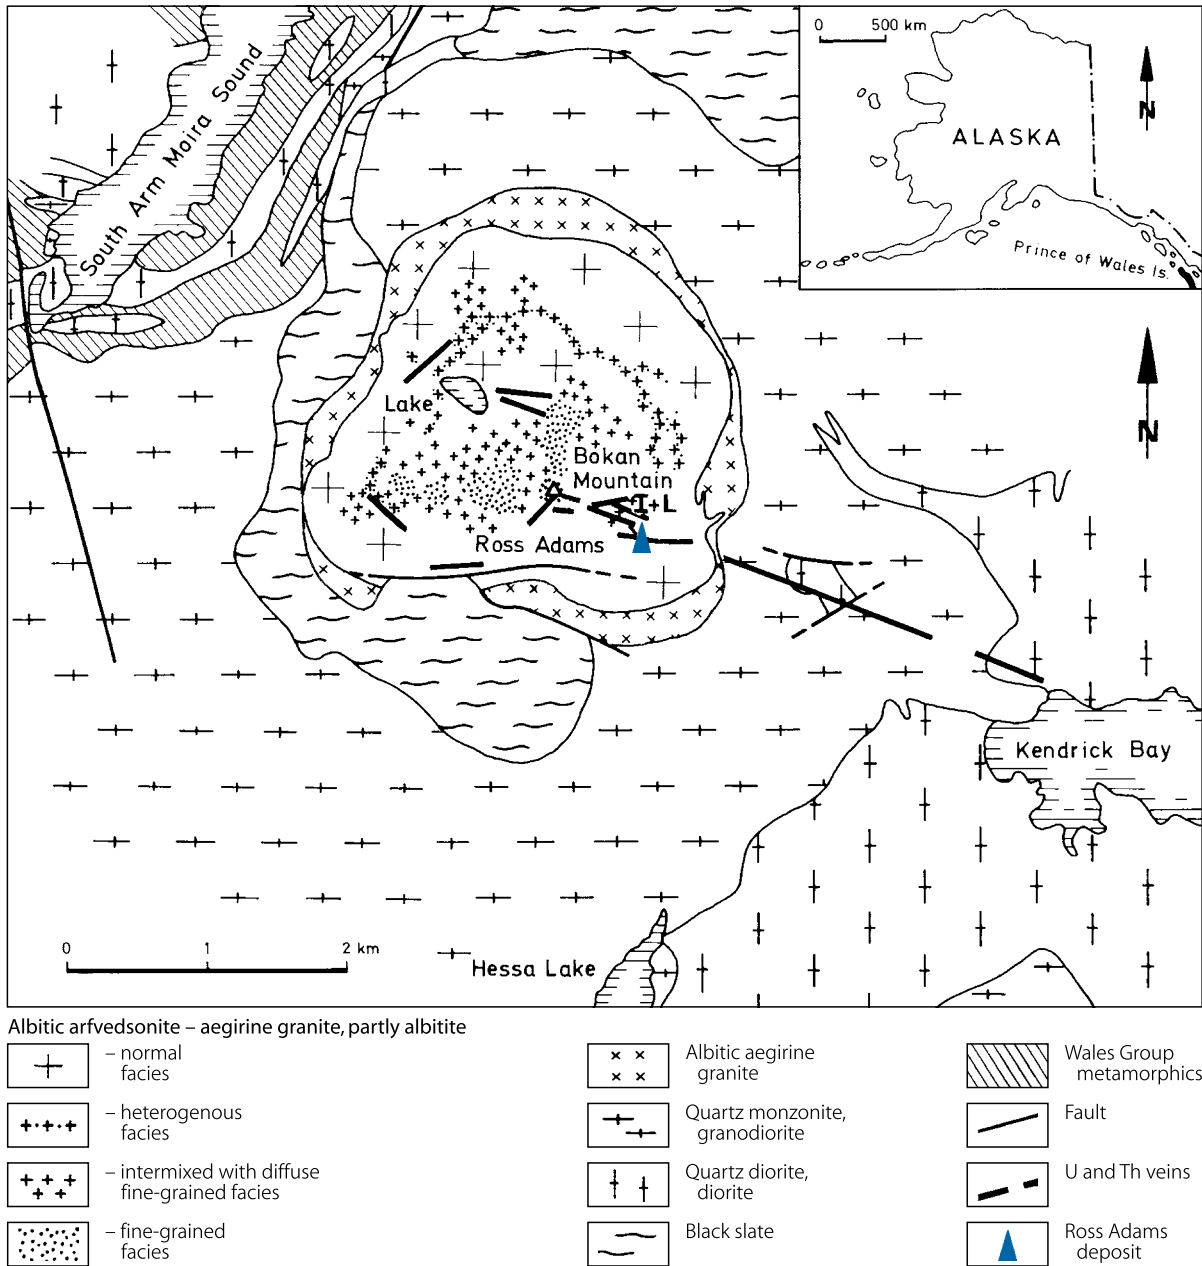 0 500 km
N
ALASKA
Prince of Wales Is.
South Arm Moira Sound
N
Lake
Bokan
Mountain
I+L
Ross Adams
Kendrick Bay
0 1 2 km
Hessa Lake
Albitic arfvedsonite – aegirine granite, partly albitite
– normal
facies
– heterogenous
facies
– intermixed with diffuse
fine-grained facies
– fine-grained
facies
Albitic aegirine
granite
Quartz monzonite,
granodiorite
Quartz diorite,
diorite
Black slate
Wales Group
metamorphics
Fault
U and Th veins
Ross Adams
deposit